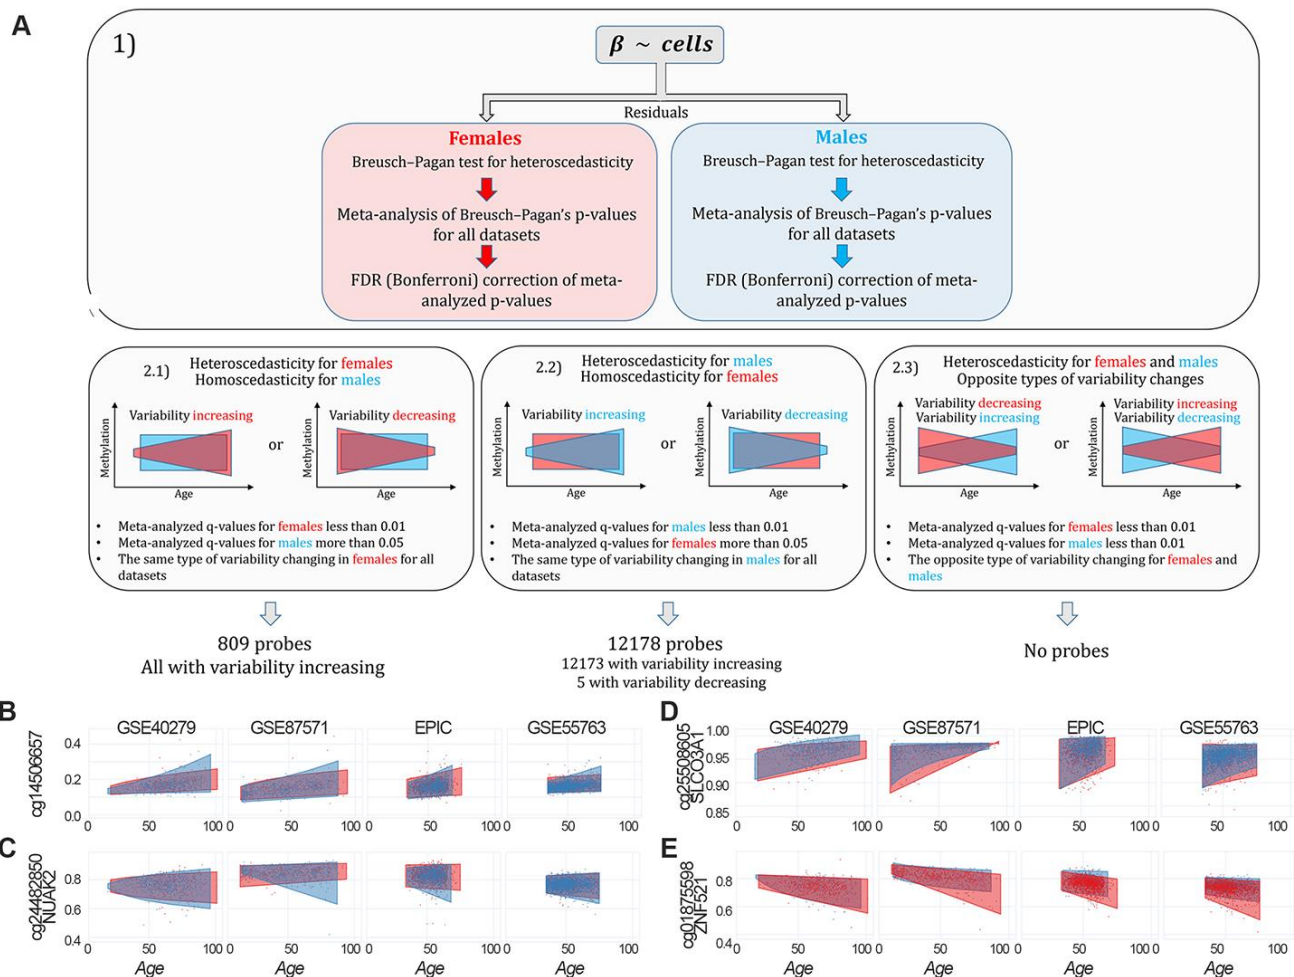 A
1)
β ~ cells
Residuals
Females
Breusch–Pagan test for heteroscedasticity
Meta-analysis of Breusch–Pagan's p-values
for all datasets
FDR (Bonferroni) correction of meta-
analyzed p-values
Males
Breusch–Pagan test for heteroscedasticity
Meta-analysis of Breusch–Pagan's p-values
for all datasets
FDR (Bonferroni) correction of meta-
analyzed p-values
2.1)
Heteroscedasticity for females
Homoscedasticity for males
Variability increasing
Methylation
Age
or
Variability decreasing
Methylation
Age
• Meta-analyzed q-values for females less than 0.01
• Meta-analyzed q-values for males more than 0.05
• The same type of variability changing in females for all
datasets
2.2)
Heteroscedasticity for males
Homoscedasticity for females
Variability increasing
Methylation
Age
or
Variability decreasing
Methylation
Age
• Meta-analyzed q-values for males less than 0.01
• Meta-analyzed q-values for females more than 0.05
• The same type of variability changing in males for all
datasets
2.3)
Heteroscedasticity for females and males
Opposite types of variability changes
Variability decreasing
Variability increasing
Methylation
Age
or
Variability increasing
Variability decreasing
Methylation
Age
• Meta-analyzed q-values for females less than 0.01
• Meta-analyzed q-values for males less than 0.01
• The opposite type of variability changing for females and
males
809 probes
All with variability increasing
12178 probes
12173 with variability increasing
5 with variability decreasing
No probes
B
GSE40279 GSE87571 EPIC GSE55763
cg14506657
0.4
0.2
0.0
0 50 100 0 50 100 0 50 100 0 50 100
C
cg24482850
NUAK2
0.8
0.6
0.4
0 50 100 0 50 100 0 50 100 0 50 100
Age Age Age Age
D
GSE40279 GSE87571 EPIC GSE55763
cg25508605
SLCO3A1
1.00
0.95
0.90
0.85
0 50 100 0 50 100 0 50 100 0 50 100
E
cg01875598
ZNF521
0.8
0.6
0.4
0 50 100 0 50 100 0 50 100 0 50 100
Age Age Age Age